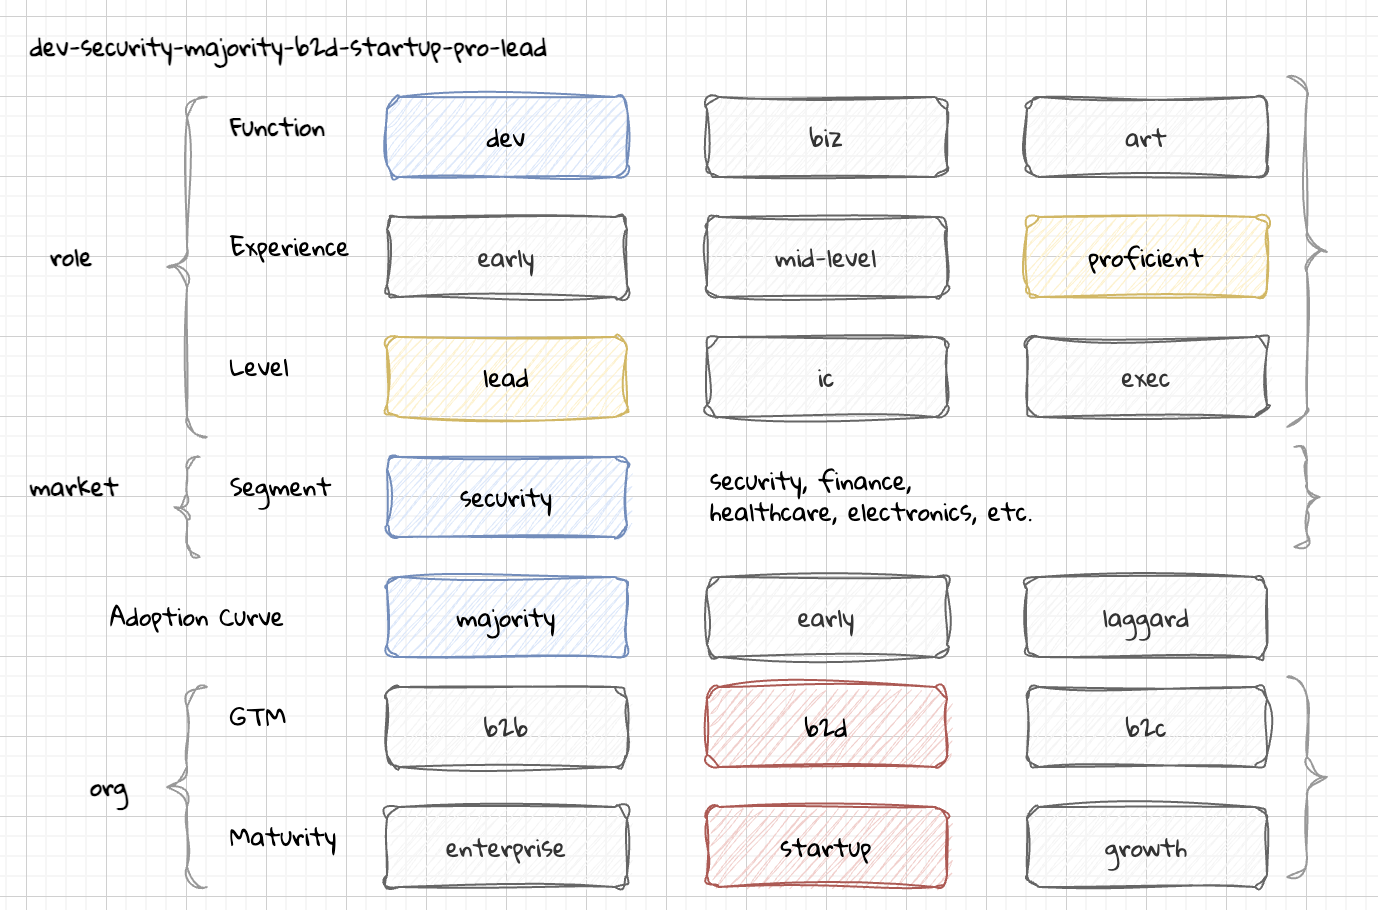 dev-security-majority-b2d-startup-pro-lead
Function
dev
biz
art
role
Experience
early
mid-level
proficient
Level
lead
ic
exec
market
Segment
security
security, finance,
healthcare, electronics, etc.
Adoption Curve
majority
early
laggard
org
GTM
b2b
b2d
b2c
Maturity
enterprise
startup
growth